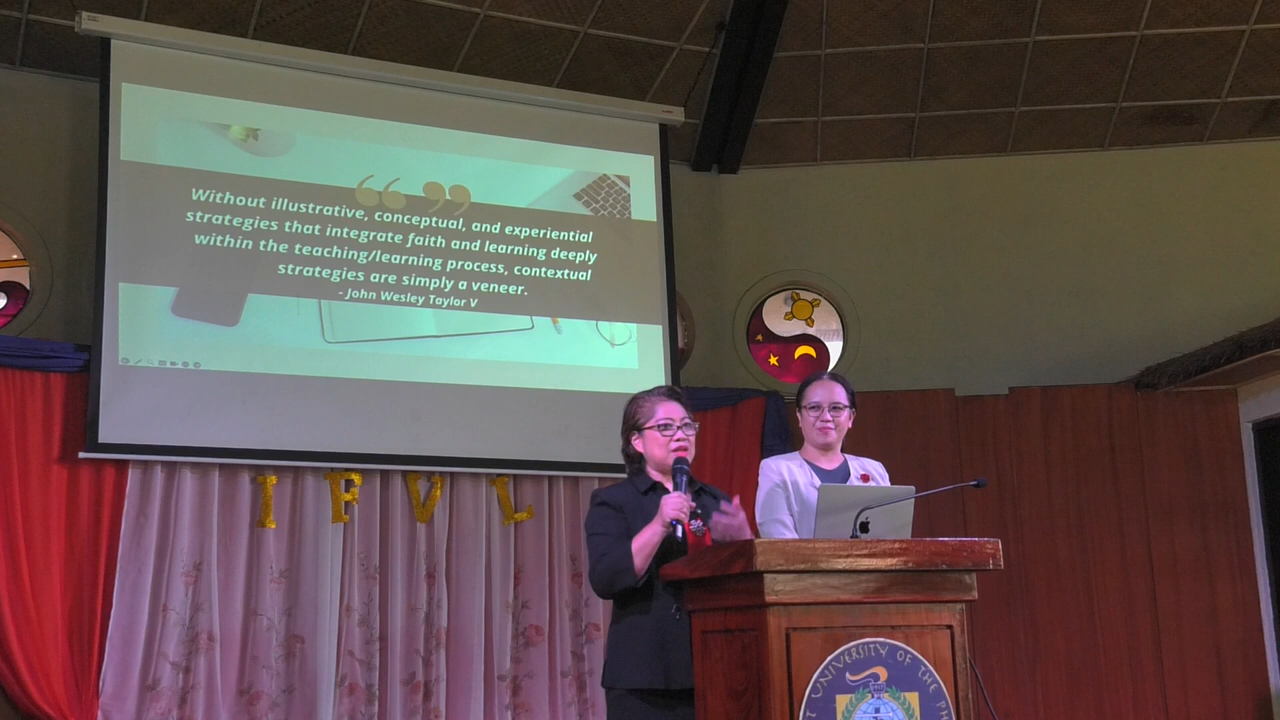 Without illustrative, conceptual, and experiential
strategies that integrate faith and learning deeply
within the teaching/learning process, contextual
strategies are simply a veneer.
- John Wesley Taylor V
I F V L
UNIVERSITY OF THE
1917